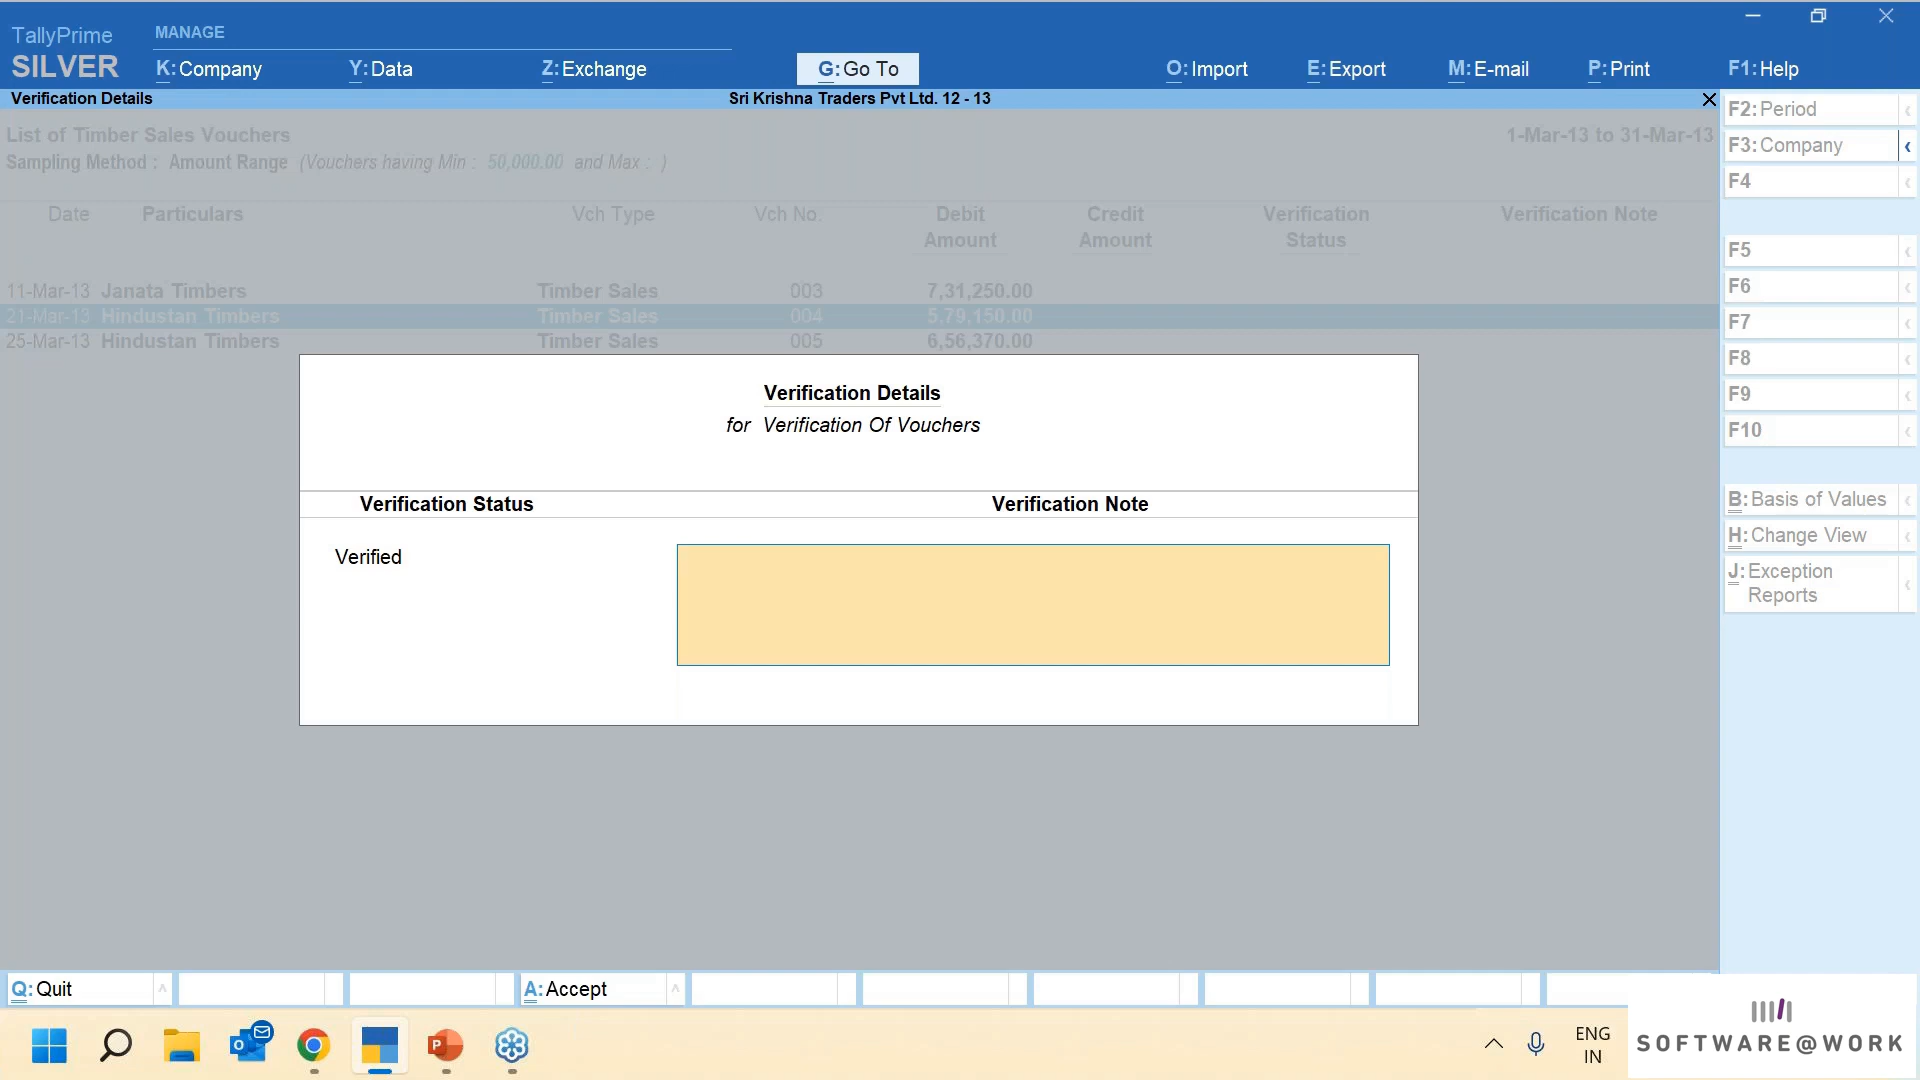 TallyPrime
SILVER
MANAGE
K:Company
Y:Data
Z:Exchange
G:Go To
O:Import
E:Export
M:E-mail
P:Print
F1:Help
Verification Details
Sri Krishna Traders Pvt Ltd. 12 - 13
List of Timber Sales Vouchers
1-Mar-13 to 31-Mar-13
Sampling Method : Amount Range (Vouchers having Min : 50,000.00 and Max : )
Date Particulars Vch Type Vch No. Debit Amount Credit Amount Verification Status Verification Note
11-Mar-13 Janata Timbers Timber Sales 003 7,31,250.00
21-Mar-13 Hindustan Timbers Timber Sales 004 5,79,150.00
25-Mar-13 Hindustan Timbers Timber Sales 005 6,56,370.00
Verification Details
for Verification Of Vouchers
Verification Status Verification Note
Verified
F2:Period
F3:Company
F4
F5
F6
F7
F8
F9
F10
B:Basis of Values
H:Change View
J:Exception Reports
Q:Quit
A:Accept
ENG
IN
SOFTWARE@WORK